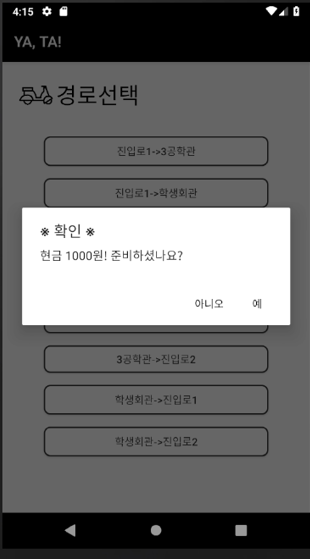 4:15
YA, TA!
경로선택
진입로1->3공학관
진입로1->학생회관
※ 확인 ※
현금 1000원! 준비하셨나요?
아니오 예
3공학관->진입로2
학생회관->진입로1
학생회관->진입로2